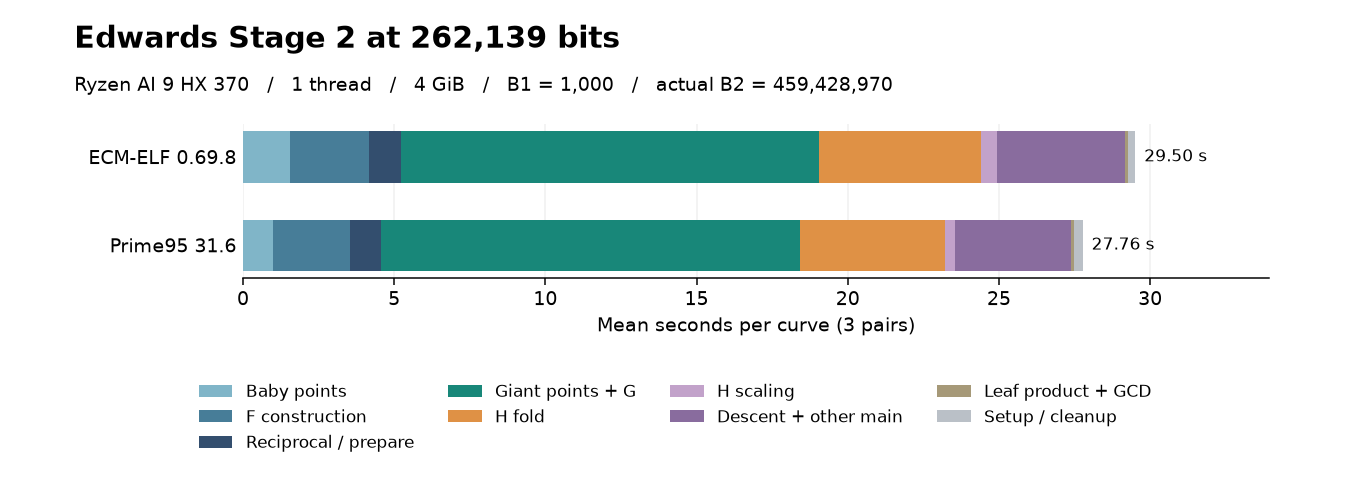 Edwards Stage 2 at 262,139 bits
Ryzen AI 9 HX 370 / 1 thread / 4 GiB / B1 = 1,000 / actual B2 = 459,428,970
ECM-ELF 0.69.8
29.50 s
Prime95 31.6
27.76 s
0 5 10 15 20 25 30
Mean seconds per curve (3 pairs)
Baby points Giant points + G H scaling Leaf product + GCD
F construction H fold Descent + other main Setup / cleanup
Reciprocal / prepare